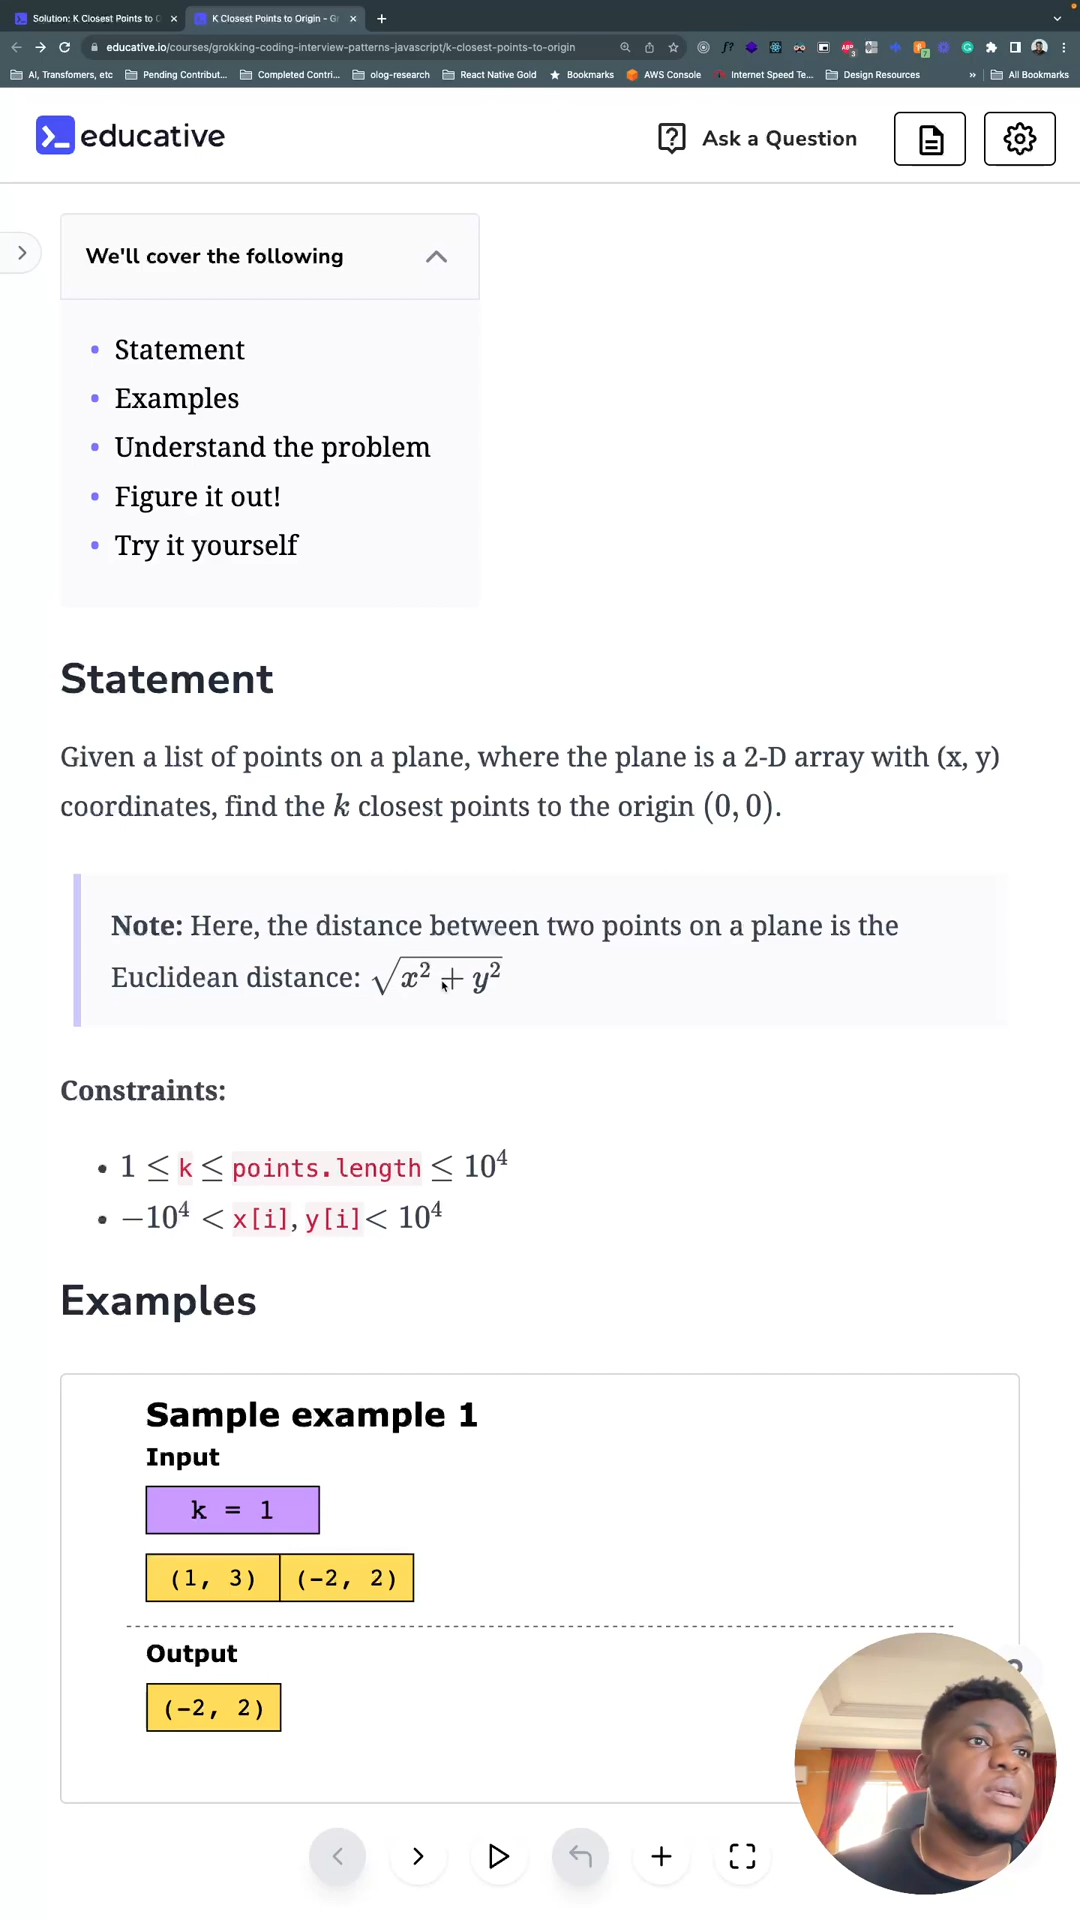 Solution: K Closest Points to
K Closest Points to Origin - Gr
educative.io/courses/grokking-coding-interview-patterns-javascript/k-closest-points-to-origin
AI, Transfomers, etc
Pending Contribut...
Completed Contri...
olog-research
React Native Gold
Bookmarks
AWS Console
Internet Speed Te...
Design Resources
»
All Bookmarks
educative
Ask a Question
We'll cover the following
• Statement
• Examples
• Understand the problem
• Figure it out!
• Try it yourself
Statement
Given a list of points on a plane, where the plane is a 2-D array with (x, y)
coordinates, find the k closest points to the origin (0, 0).
Note: Here, the distance between two points on a plane is the
Euclidean distance: √x² + y²
Constraints:
• 1 ≤ k ≤ points.length ≤ 10⁴
• −10⁴ < x[i], y[i] < 10⁴
Examples
Sample example 1
Input
k = 1
(1, 3) (-2, 2)
Output
(-2, 2)